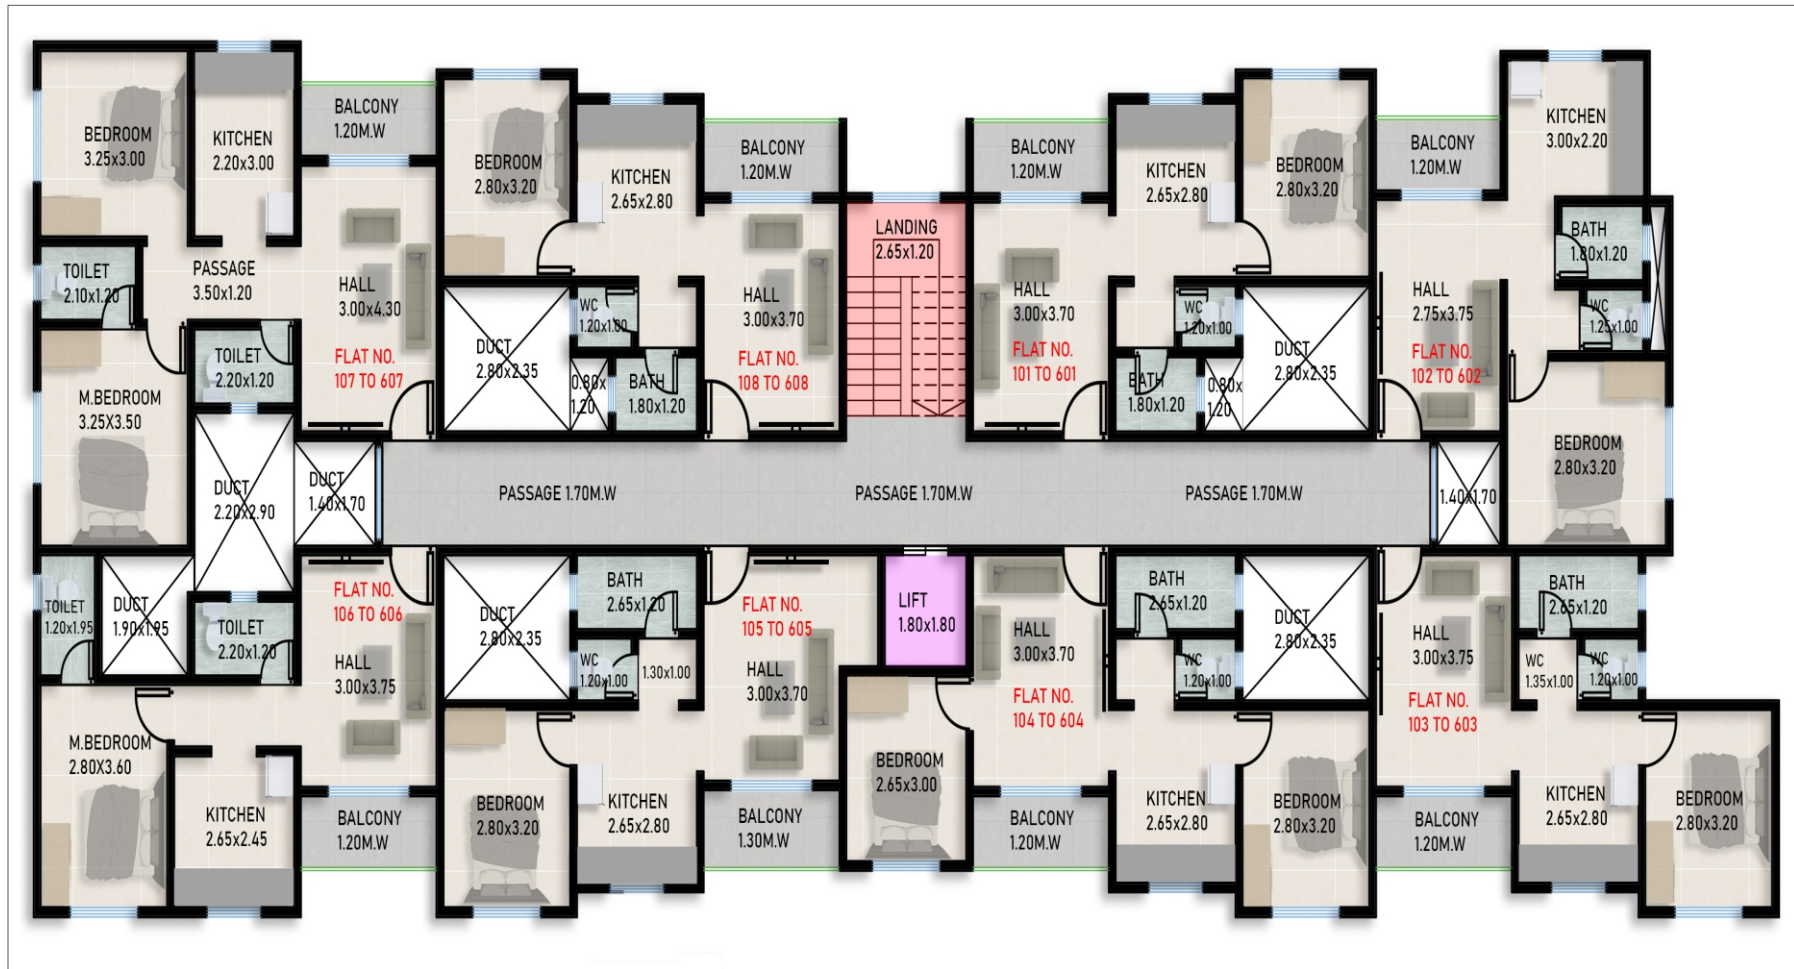 BEDROOM
3.25x3.00
KITCHEN
2.20x3.00
BALCONY
1.20M.W
TOILET
2.10x1.20
PASSAGE
3.50x1.20
HALL
3.00x4.30
FLAT NO.
107 TO 607
TOILET
2.20x1.20
M.BEDROOM
3.25X3.50
DUCT
2.20x2.90
DUCT
1.40x1.70
BEDROOM
2.80x3.20
KITCHEN
2.65x2.80
BALCONY
1.20M.W
DUCT
2.80x2.35
WC
1.20x1.00
0.80x
1.20
BATH
1.80x1.20
HALL
3.00x3.70
FLAT NO.
108 TO 608
LANDING
2.65x1.20
BALCONY
1.20M.W
HALL
3.00x3.70
FLAT NO.
101 TO 601
KITCHEN
2.65x2.80
BEDROOM
2.80x3.20
WC
1.20x1.00
BATH
1.80x1.20
0.80x
1.20
DUCT
2.80x2.35
BALCONY
1.20M.W
KITCHEN
3.00x2.20
BATH
1.80x1.20
WC
1.25x1.00
HALL
2.75x3.75
FLAT NO.
102 TO 602
BEDROOM
2.80x3.20
1.40x1.70
PASSAGE 1.70M.W
PASSAGE 1.70M.W
PASSAGE 1.70M.W
TOILET
1.20x1.95
DUCT
1.90x1.95
TOILET
2.20x1.20
FLAT NO.
106 TO 606
HALL
3.00x3.75
M.BEDROOM
2.80X3.60
KITCHEN
2.65x2.45
BALCONY
1.20M.W
DUCT
2.80x2.35
BATH
2.65x1.20
WC
1.20x1.00
1.30x1.00
FLAT NO.
105 TO 605
HALL
3.00x3.70
BEDROOM
2.80x3.20
KITCHEN
2.65x2.80
BALCONY
1.30M.W
LIFT
1.80x1.80
BEDROOM
2.65x3.00
HALL
3.00x3.70
FLAT NO.
104 TO 604
BALCONY
1.20M.W
BATH
2.65x1.20
WC
1.20x1.00
DUCT
2.80x2.35
KITCHEN
2.65x2.80
BEDROOM
2.80x3.20
HALL
3.00x3.75
FLAT NO.
103 TO 603
BALCONY
1.20M.W
BATH
2.65x1.20
WC
1.35x1.00
WC
1.20x1.00
KITCHEN
2.65x2.80
BEDROOM
2.80x3.20